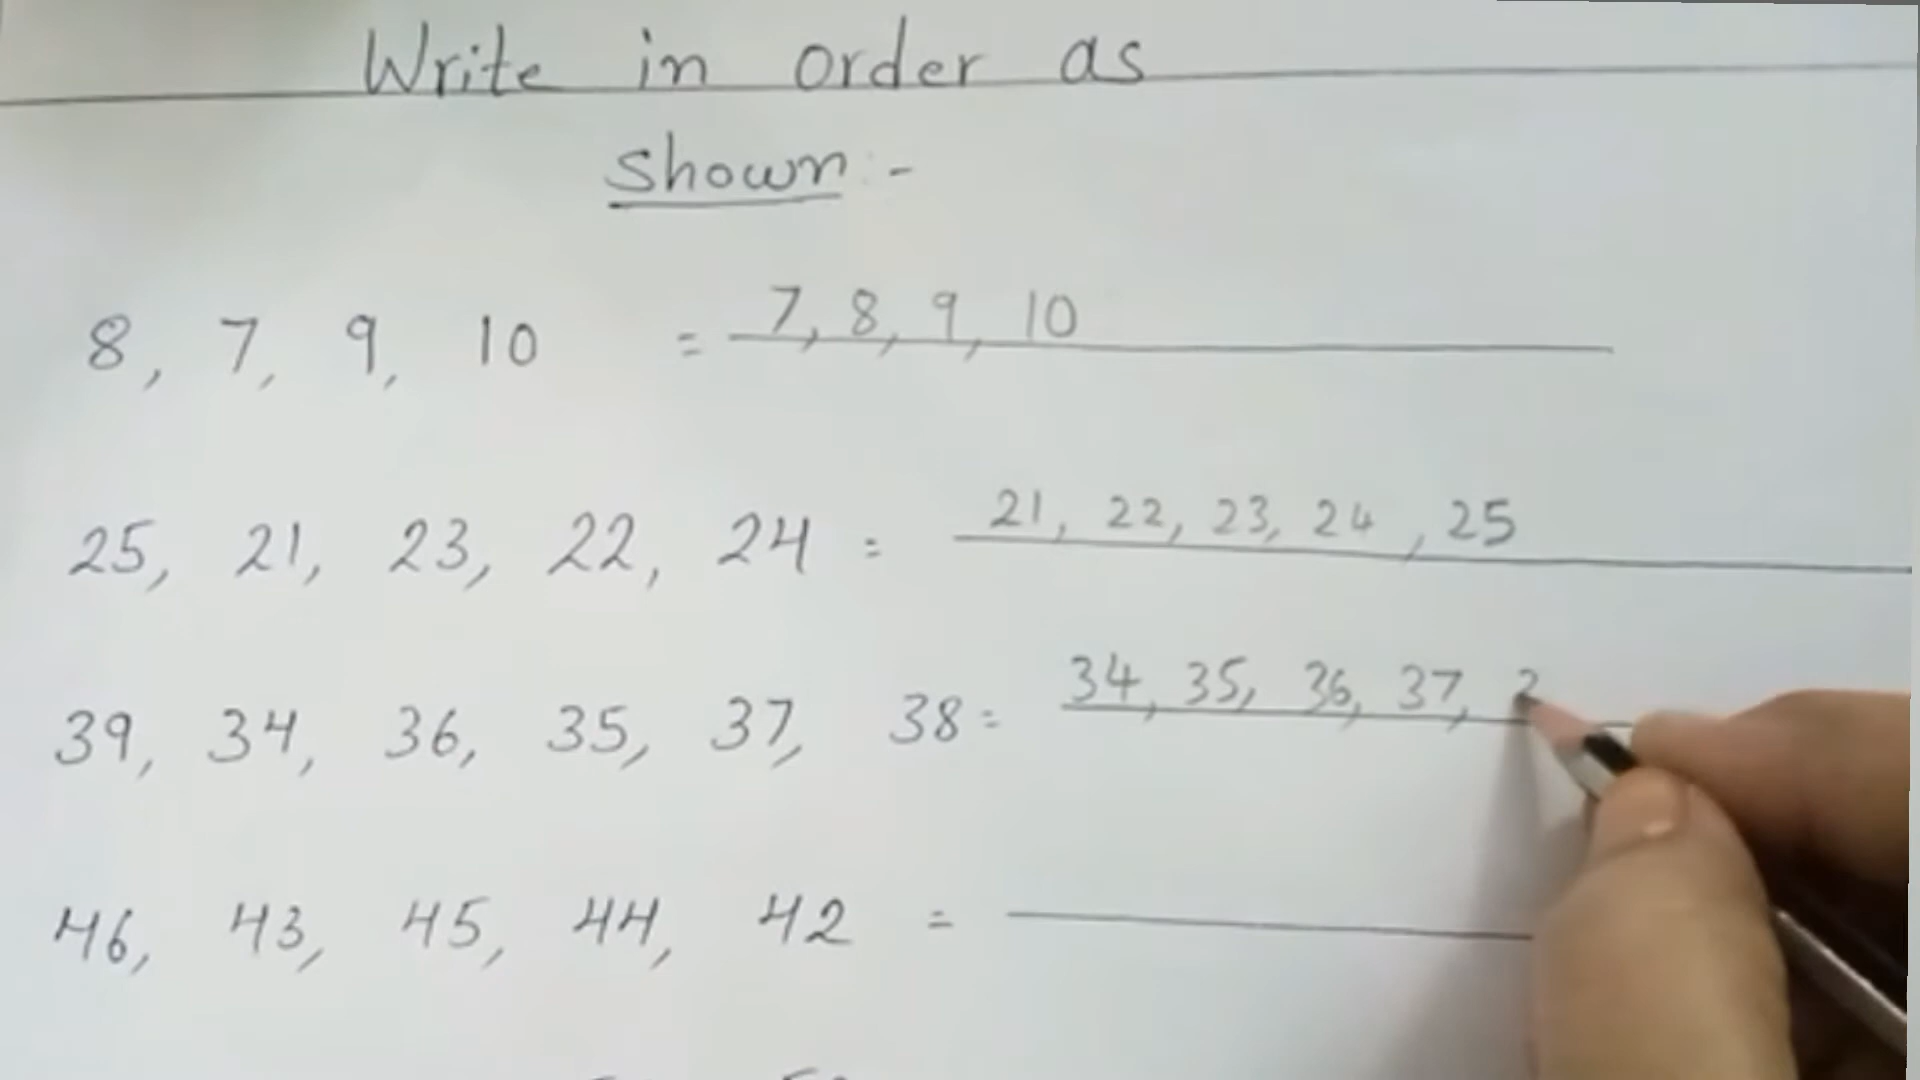 Write in order as
shown:-
8, 7, 9, 10 = 7, 8, 9, 10
25, 21, 23, 22, 24 = 21, 22, 23, 24, 25
39, 34, 36, 35, 37, 38 = 34, 35, 36, 37, 3
46, 43, 45, 44, 42 =